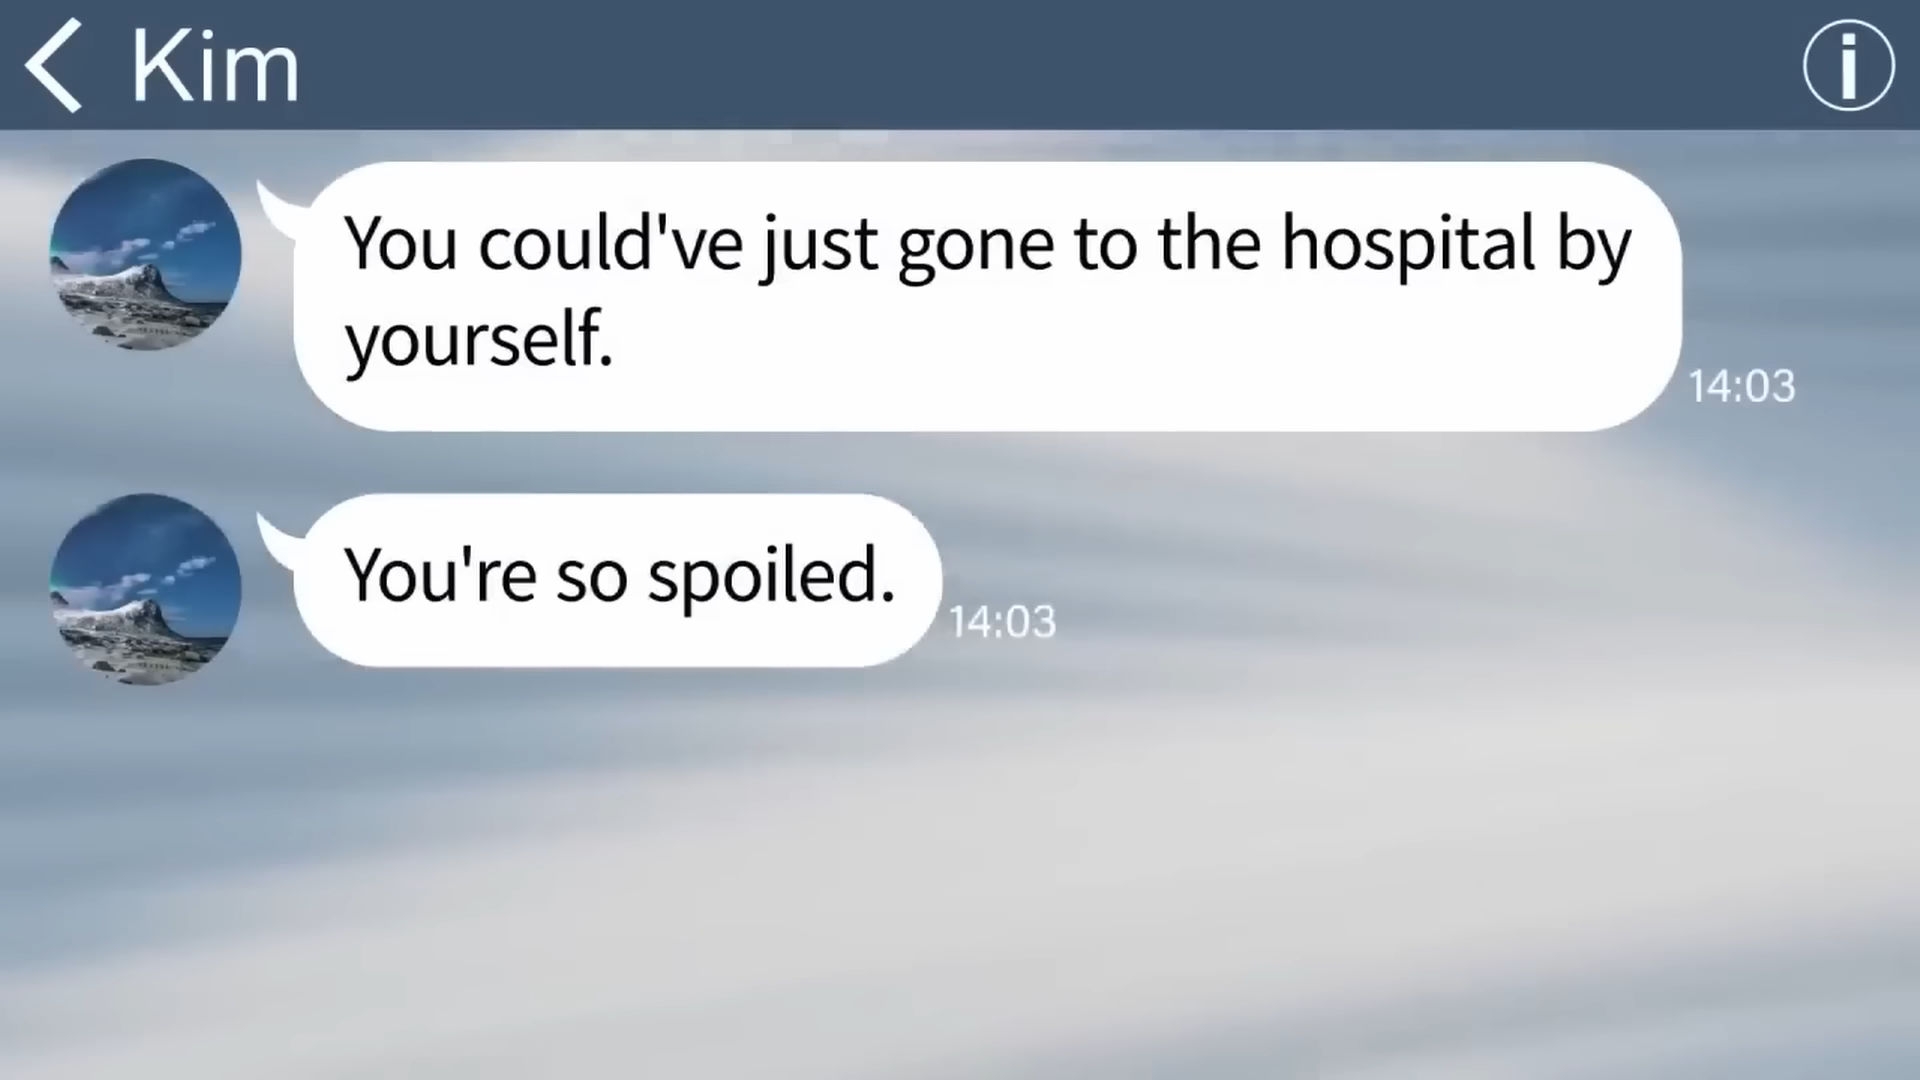 Kim
You could've just gone to the hospital by
yourself.
14:03
You're so spoiled.
14:03